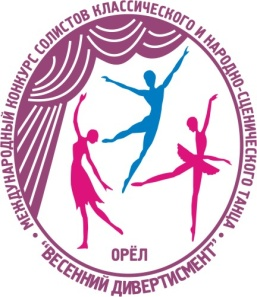 МЕЖДУНАРОДНЫЙ КОНКУРС СОЛИСТОВ КЛАССИЧЕСКОГО И НАРОДНО-СЦЕНИЧЕСКОГО ТАНЦА
ОРЁЛ
• "ВЕСЕННИЙ ДИВЕРТИСМЕНТ" •